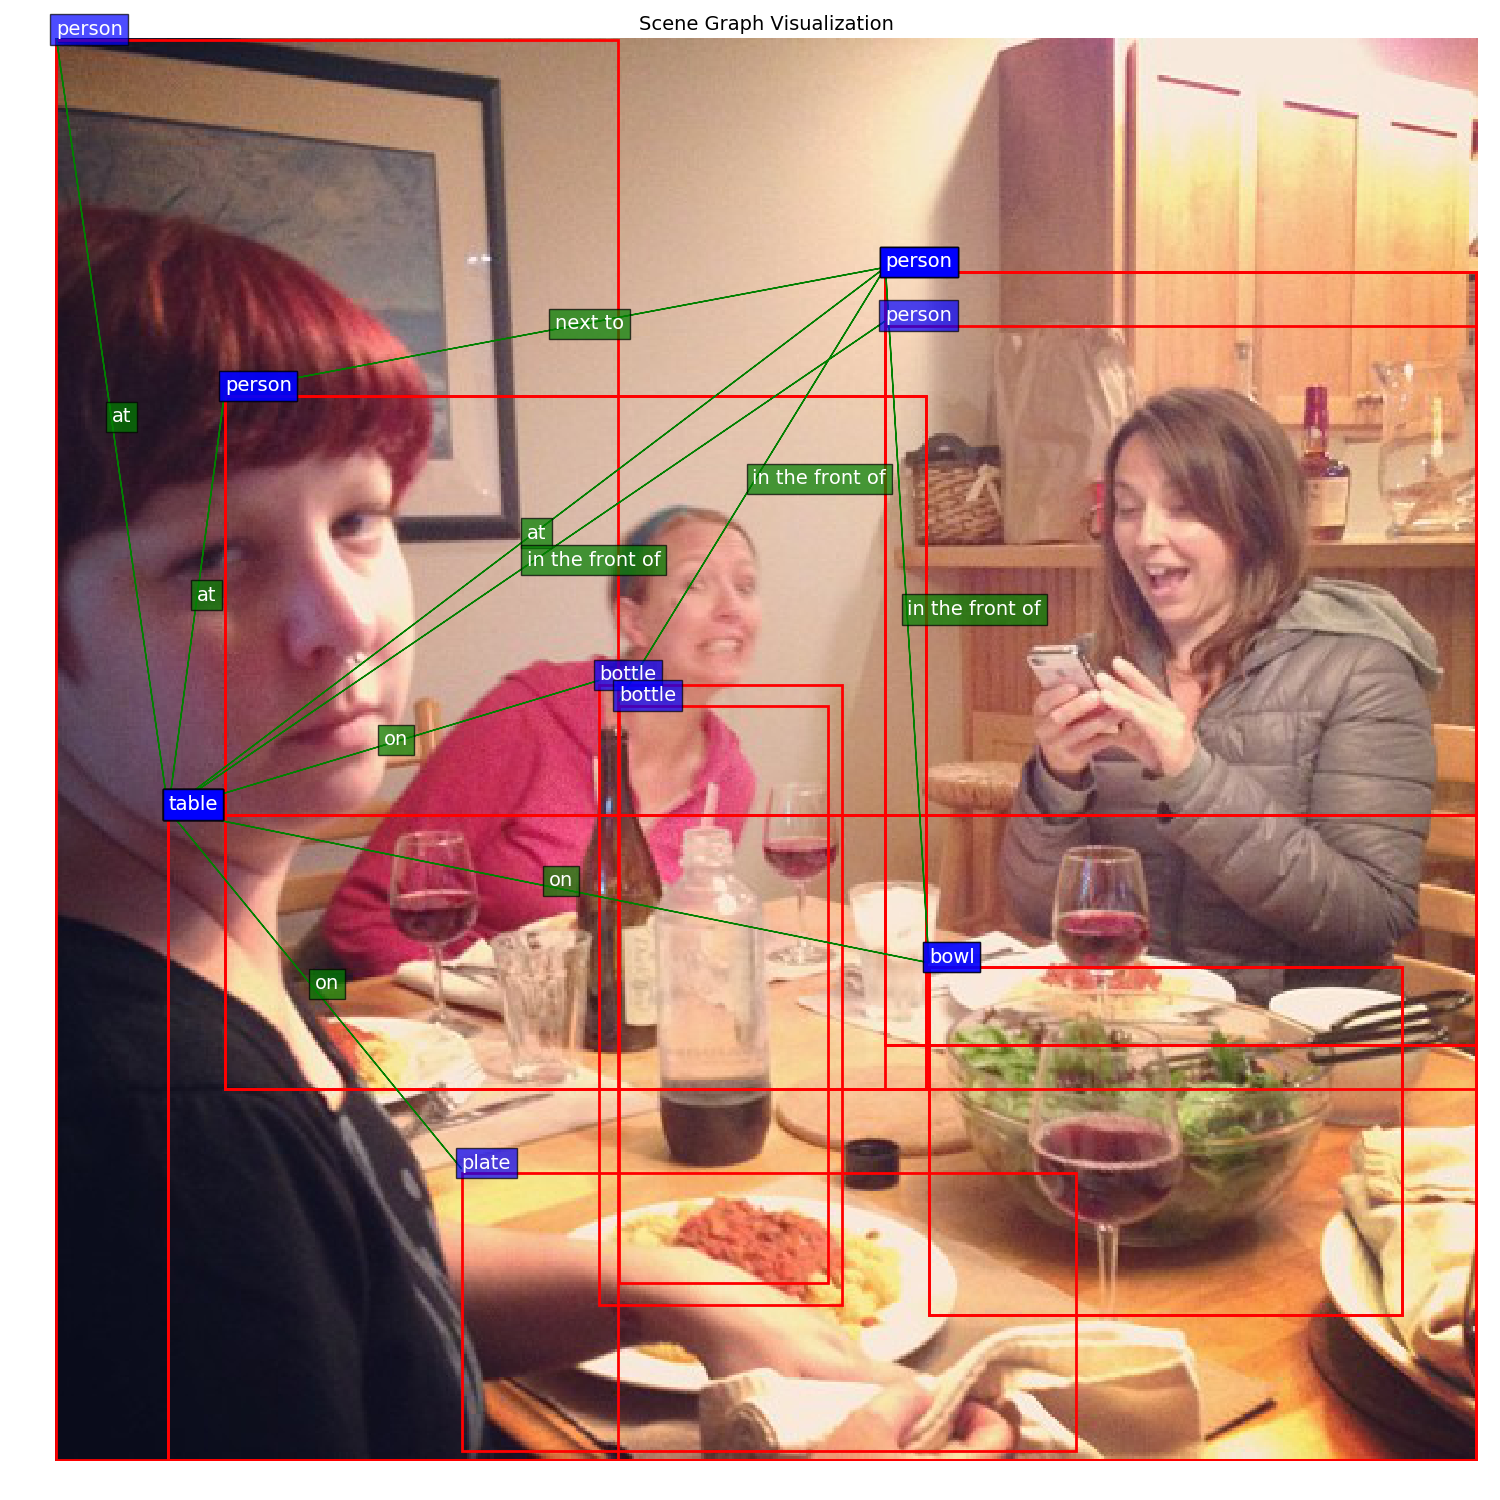 Scene Graph Visualization
person
person
person
next to
person
at
in the front of
at
in the front of
at
in the front of
bottle
bottle
on
table
on
bowl
on
plate